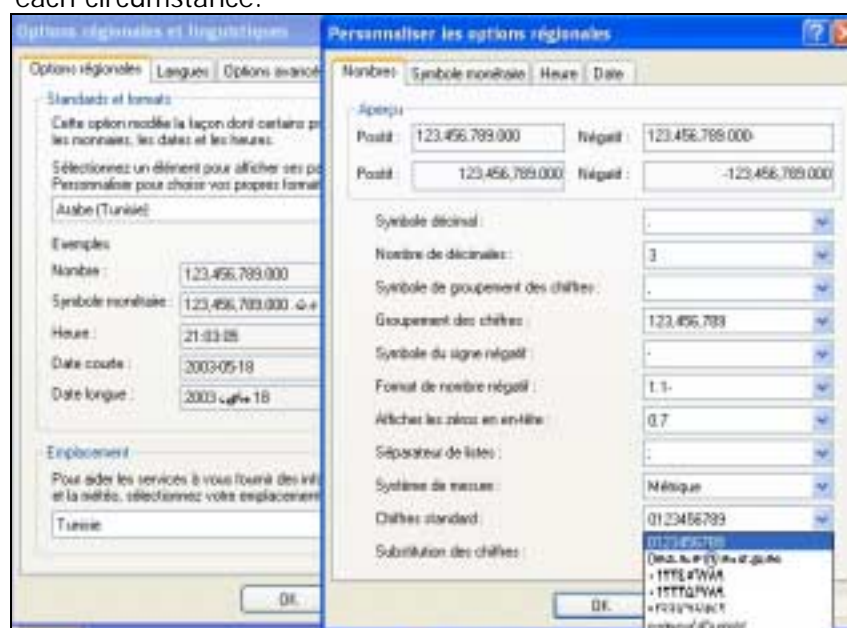 each circumstance.
Options régionales et linguistiques
Options régionales Langues Options avancé
Standards et formats
Cette option modifie la façon dont certains pr
les monnaies, les dates et les heures.
Sélectionnez un élément pour afficher ses pa
Personnaliser pour choisir vos propres format
Arabe (Tunisie)
Exemples
Nombre : 123,456,789.000
Symbole monétaire : 123,456,789.000
Heure : 21:03:05
Date courte : 2003-05-18
Date longue : 2003 18
Emplacement
Pour aider les services à vous fournir des info
et la météo, sélectionnez votre emplacement
Tunisie
OK
Personnaliser les options régionales
Nombres Symbole monétaire Heure Date
Aperçu
Positif : 123,456,789.000 Négatif : 123,456,789.000-
Positif : 123,456,789.000 Négatif : -123,456,789.000
Symbole décimal : .
Nombre de décimales : 3
Symbole de groupement des chiffres : ,
Groupement des chiffres : 123,456,789
Symbole du signe négatif : -
Format de nombre négatif : 1.1-
Afficher les zéros en en-tête : 0.7
Séparateur de listes : ;
Système de mesure : Métrique
Chiffres standard : 0123456789
Substitution des chiffres :
0123456789
OK